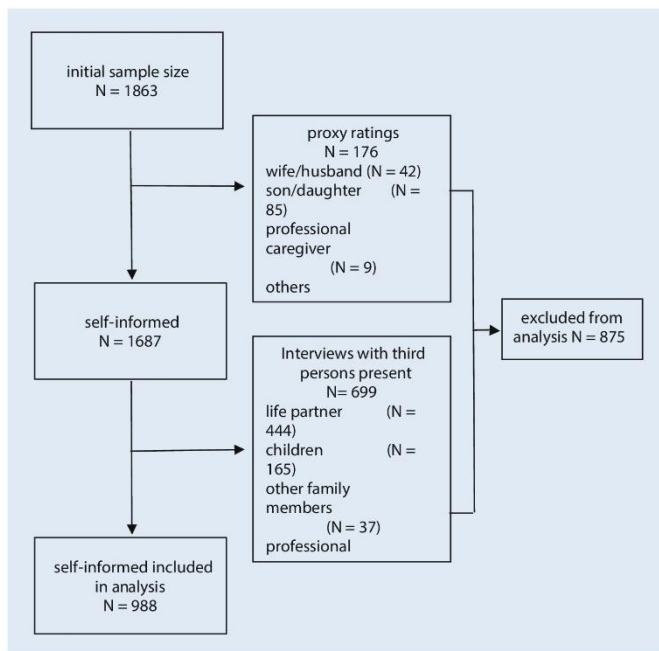 initial sample size
N = 1863
proxy ratings
N = 176
wife/husband (N = 42)
son/daughter (N =
85)
professional
caregiver
(N = 9)
others
self-informed
N = 1687
excluded from
analysis N = 875
Interviews with third
persons present
N= 699
life partner (N =
444)
children (N =
165)
other family
members
(N = 37)
professional
self-informed included
in analysis
N = 988